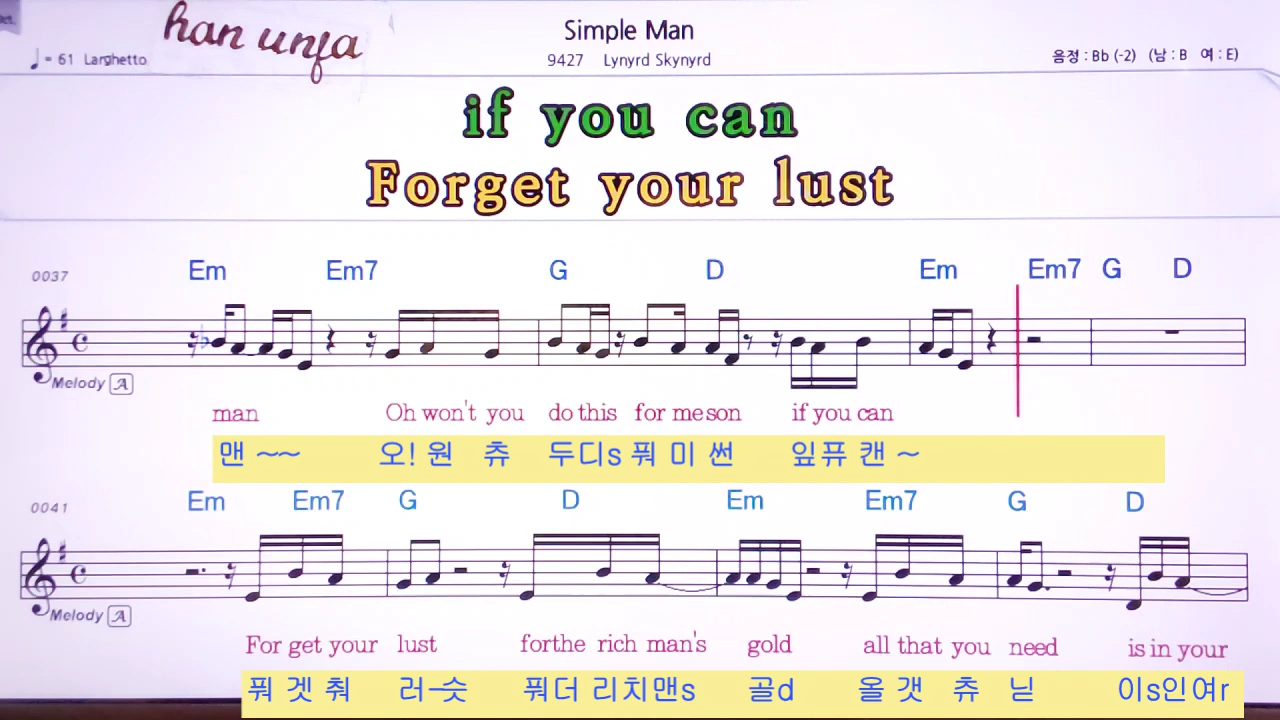 han unja
Simple Man
♩= 61 Larghetto
9427 Lynyrd Skynyrd
음정 : Bb (-2) (남 : B 여 : E)
if you can
Forget your lust
0037 Em Em7 G D Em Em7 G D
Melody A
man Oh won't you do this for me son if you can
맨 ~~ 오! 원 츄 두디s 풔 미 썬 잎퓨 캔 ~
0041 Em Em7 G D Em Em7 G D
Melody A
For get your lust forthe rich man's gold all that you need is in your
풔 겟 춰 러–슷 풔더 리치맨s 골d 올 갯 츄 닏 이s인여r